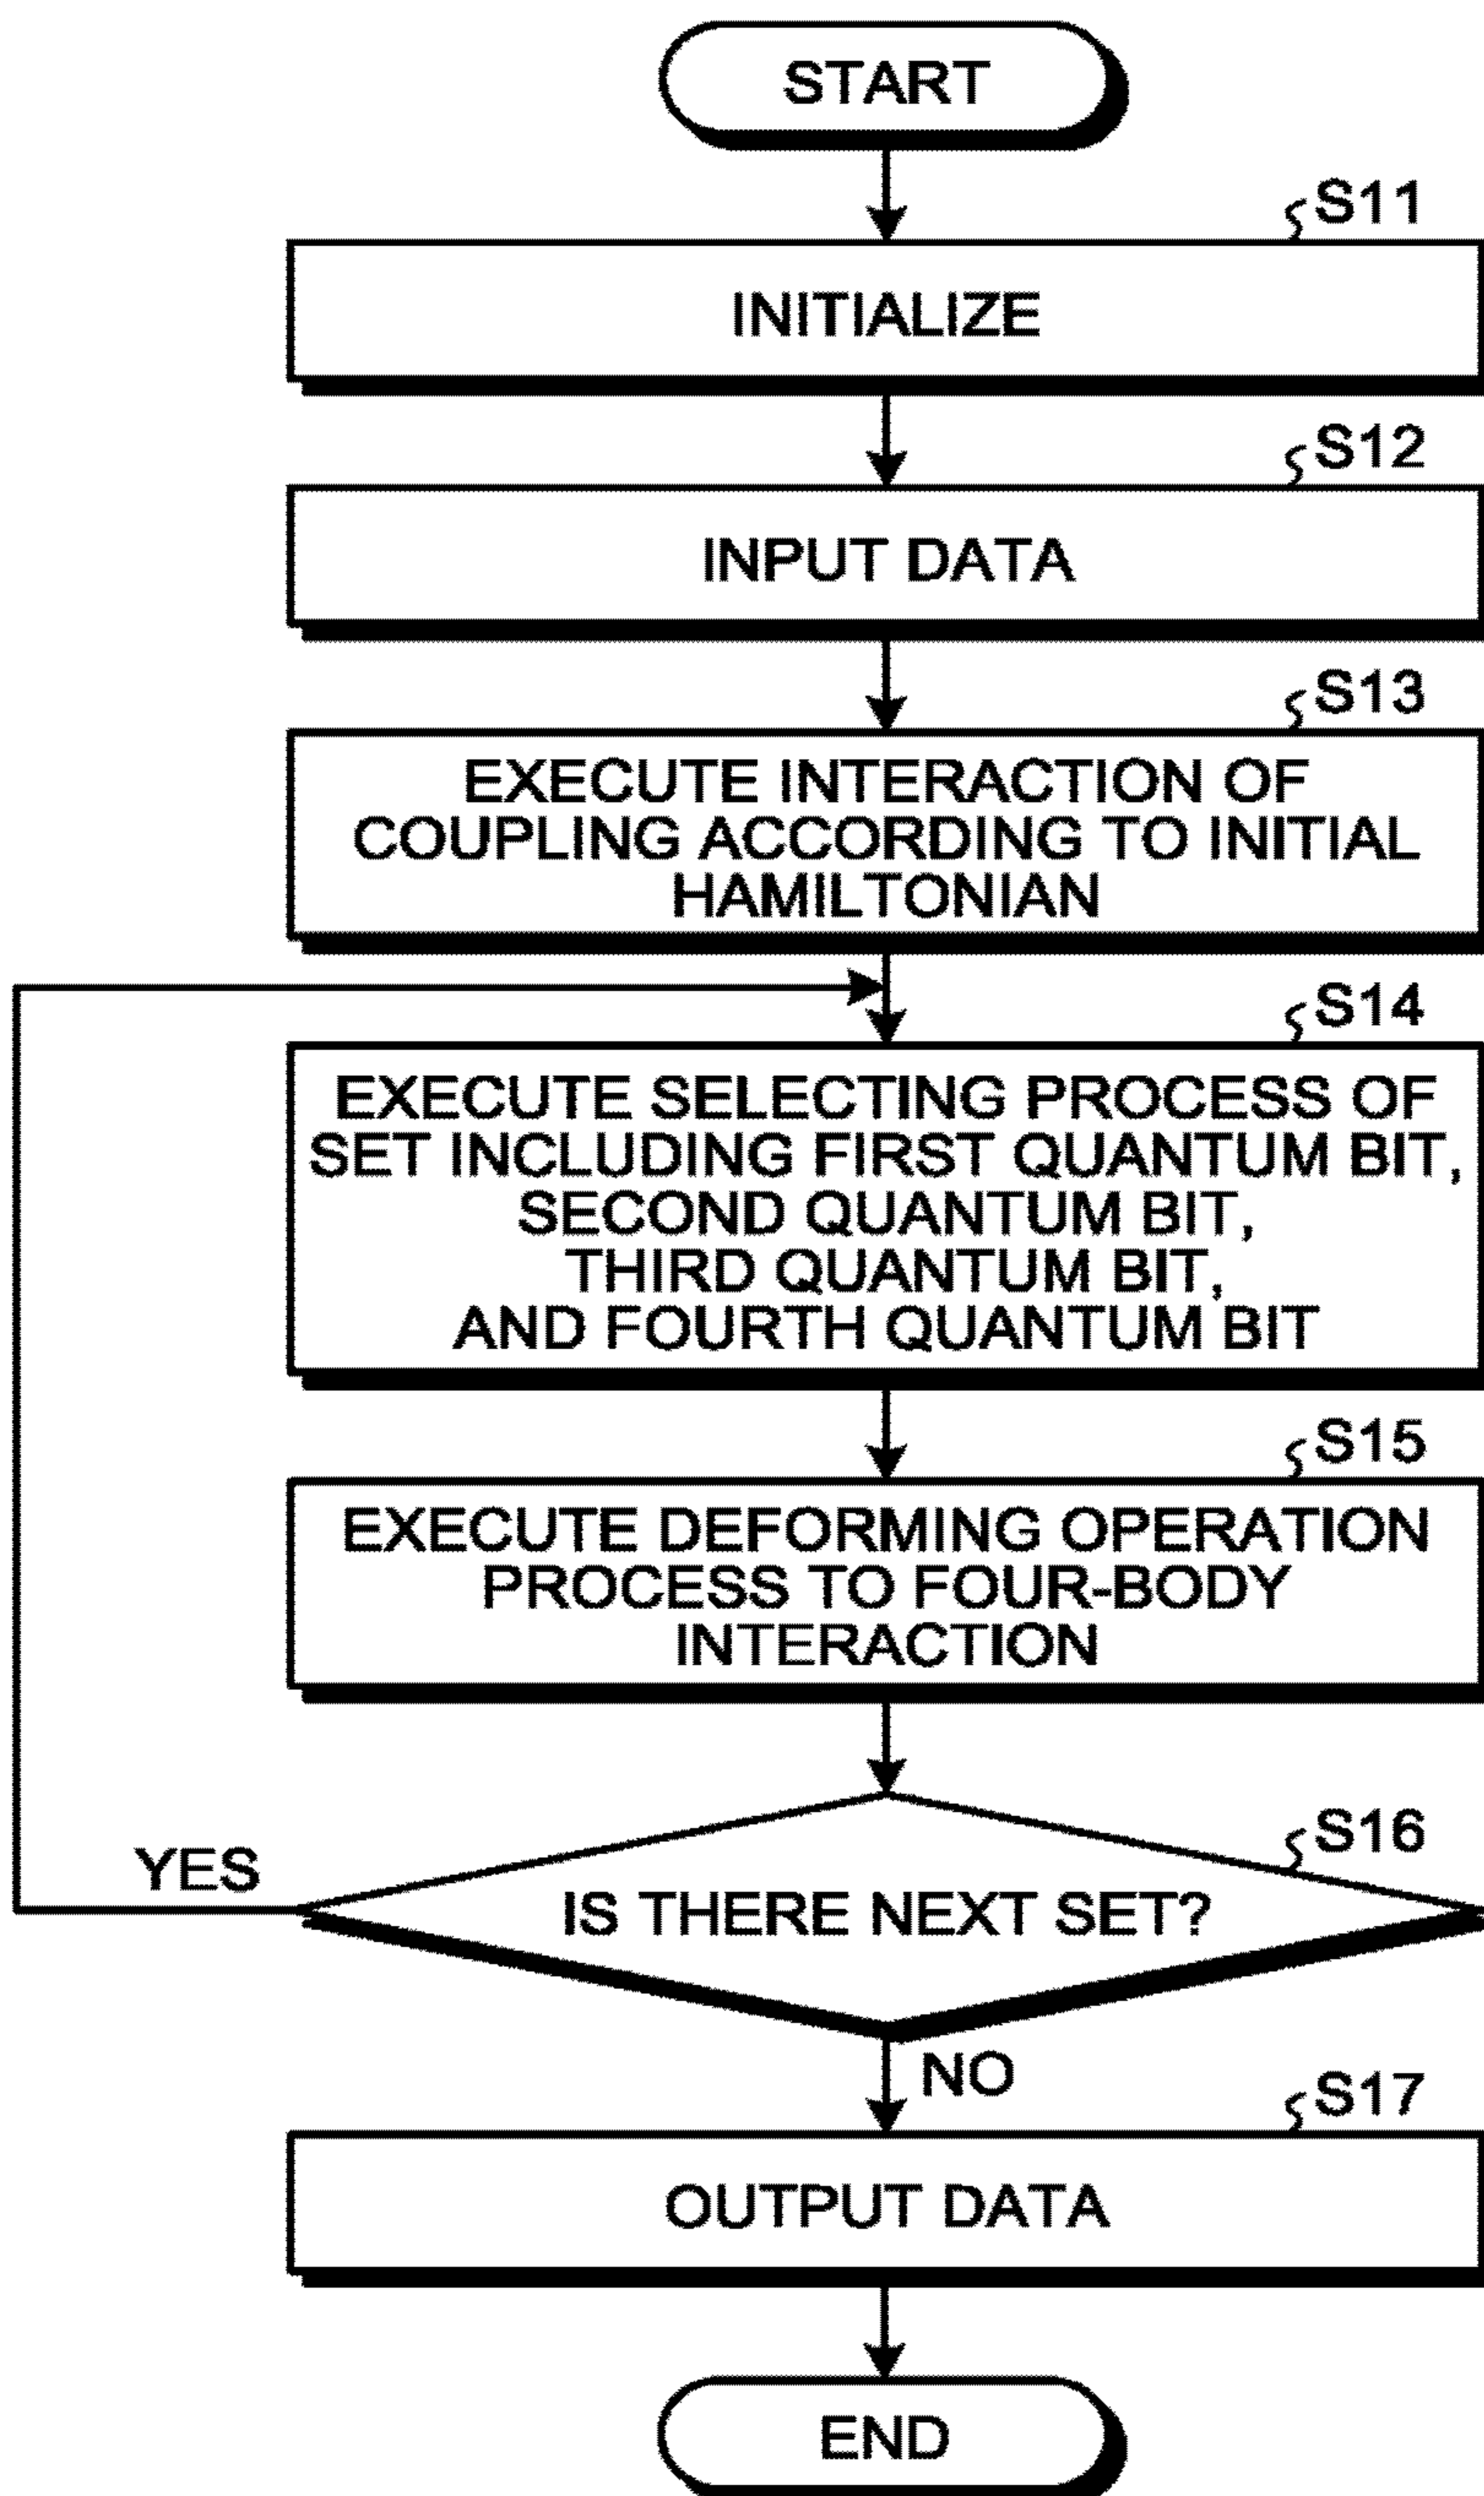 START
S11
INITIALIZE
S12
INPUT DATA
S13
EXECUTE INTERACTION OF
COUPLING ACCORDING TO INITIAL
HAMILTONIAN
S14
EXECUTE SELECTING PROCESS OF
SET INCLUDING FIRST QUANTUM BIT,
SECOND QUANTUM BIT,
THIRD QUANTUM BIT,
AND FOURTH QUANTUM BIT
S15
EXECUTE DEFORMING OPERATION
PROCESS TO FOUR-BODY
INTERACTION
S16
YES
IS THERE NEXT SET?
NO
S17
OUTPUT DATA
END